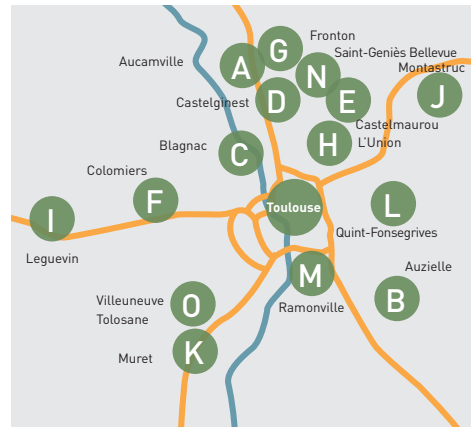 Fronton
G
Saint-Geniès Bellevue
Aucamville
A
N
Montastruc
J
Castelginest
D
E
Castelmaurou
H
L'Union
Blagnac
C
Colomiers
F
Toulouse
L
I
Quint-Fonsegrives
Leguevin
M
Auzielle
B
Villeuneuve
Tolosane
O
Ramonville
Muret
K